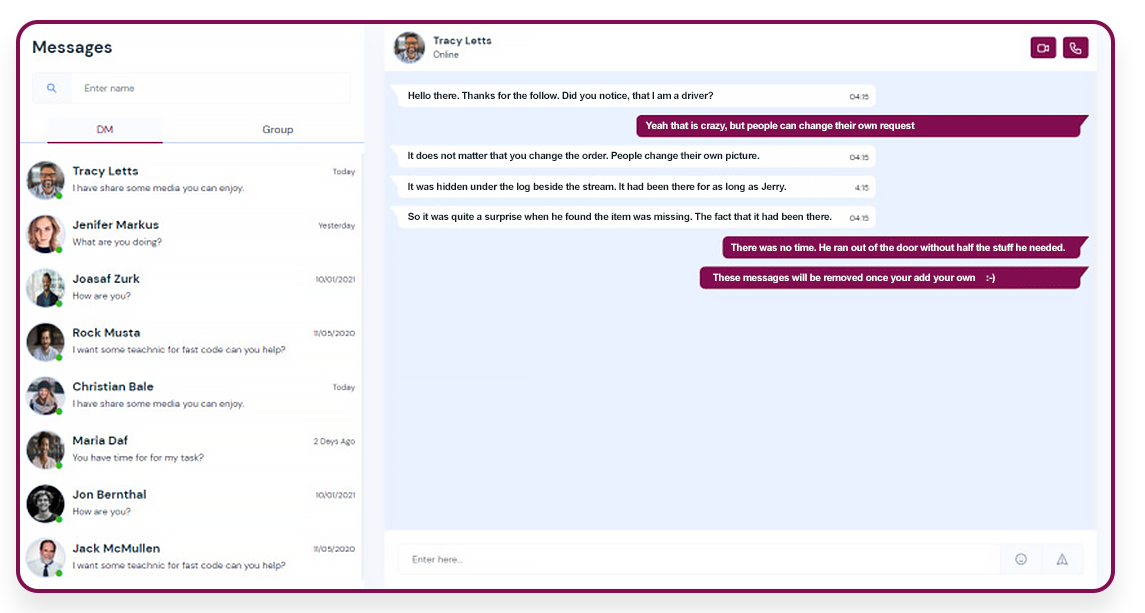 Messages
Enter name
DM
Group
Tracy Letts
Today
I have share some media you can enjoy.
Jenifer Markus
Yesterday
What are you doing?
Joasaf Zurk
10/01/2021
How are you?
Rock Musta
11/05/2020
I want some teachnic for fast code can you help?
Christian Bale
Today
I have share some media you can enjoy.
Maria Daf
2 Days Ago
You have time for for my task?
Jon Bernthal
10/01/2021
How are you?
Jack McMullen
11/05/2020
I want some teachnic for fast code can you help?
Tracy Letts
Online
Hello there. Thanks for the follow. Did you notice, that I am a driver?
04:15
Yeah that is crazy, but people can change their own request
It does not matter that you change the order. People change their own picture.
04:15
It was hidden under the log beside the stream. It had been there for as long as Jerry.
4:15
So it was quite a surprise when he found the item was missing. The fact that it had been there.
04:15
There was no time. He ran out of the door without half the stuff he needed.
These messages will be removed once your add your own :-)
Enter here...